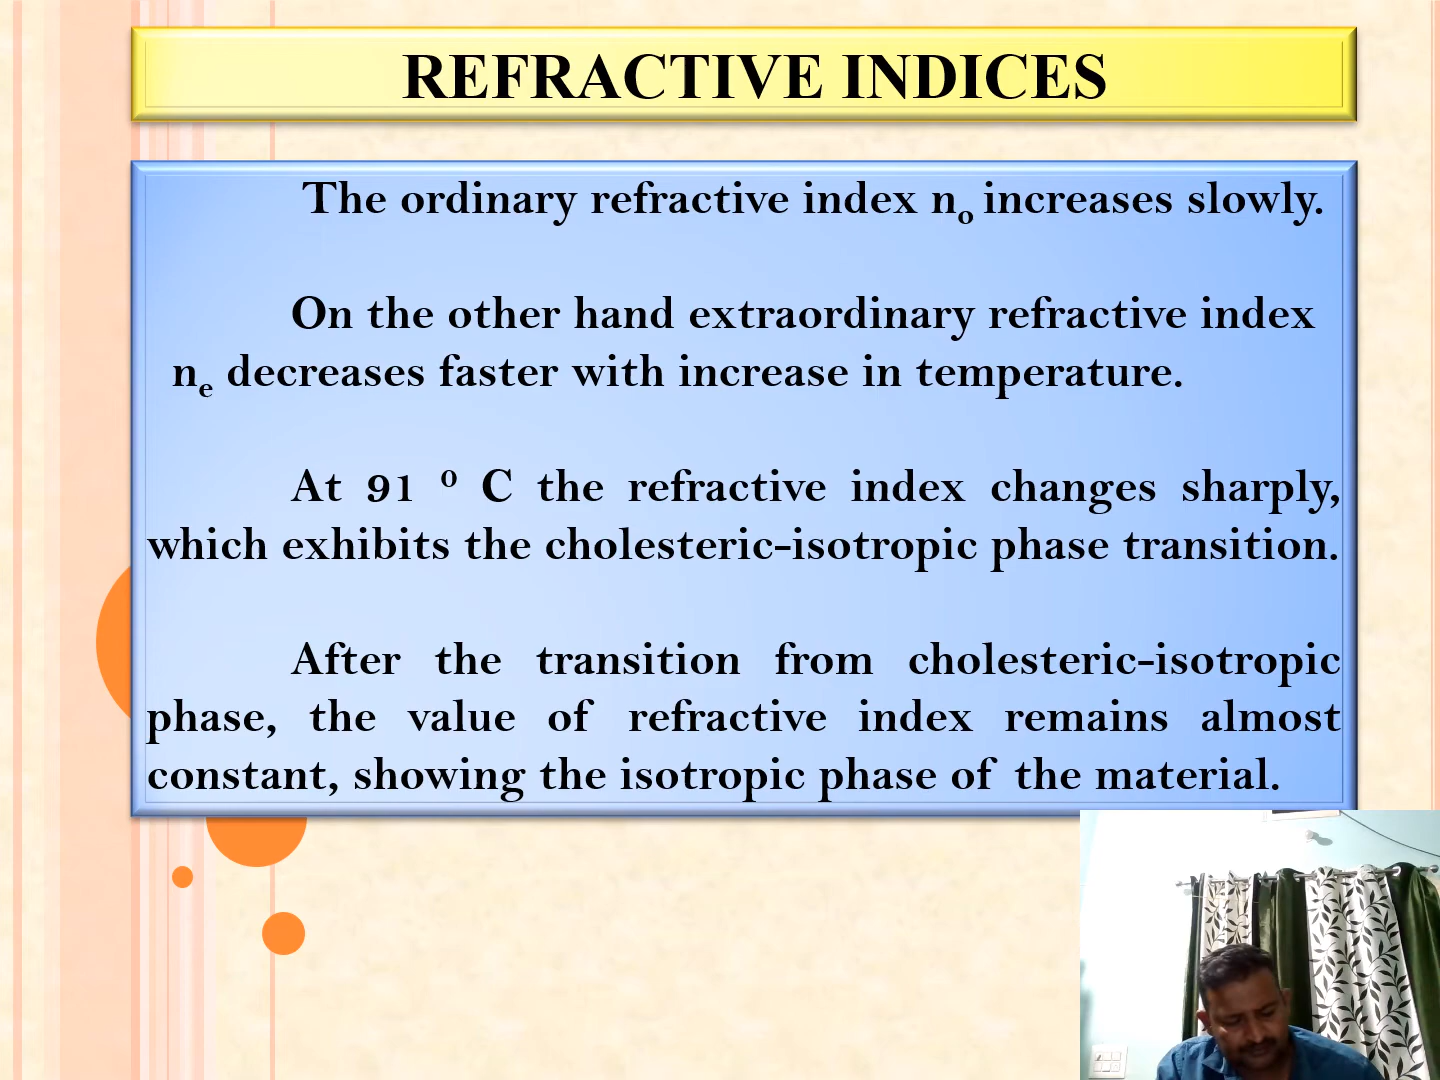 REFRACTIVE INDICES
The ordinary refractive index nₒ increases slowly.
On the other hand extraordinary refractive index
nₑ decreases faster with increase in temperature.
At 91 ⁰ C the refractive index changes sharply,
which exhibits the cholesteric-isotropic phase transition.
After the transition from cholesteric-isotropic
phase, the value of refractive index remains almost
constant, showing the isotropic phase of the material.